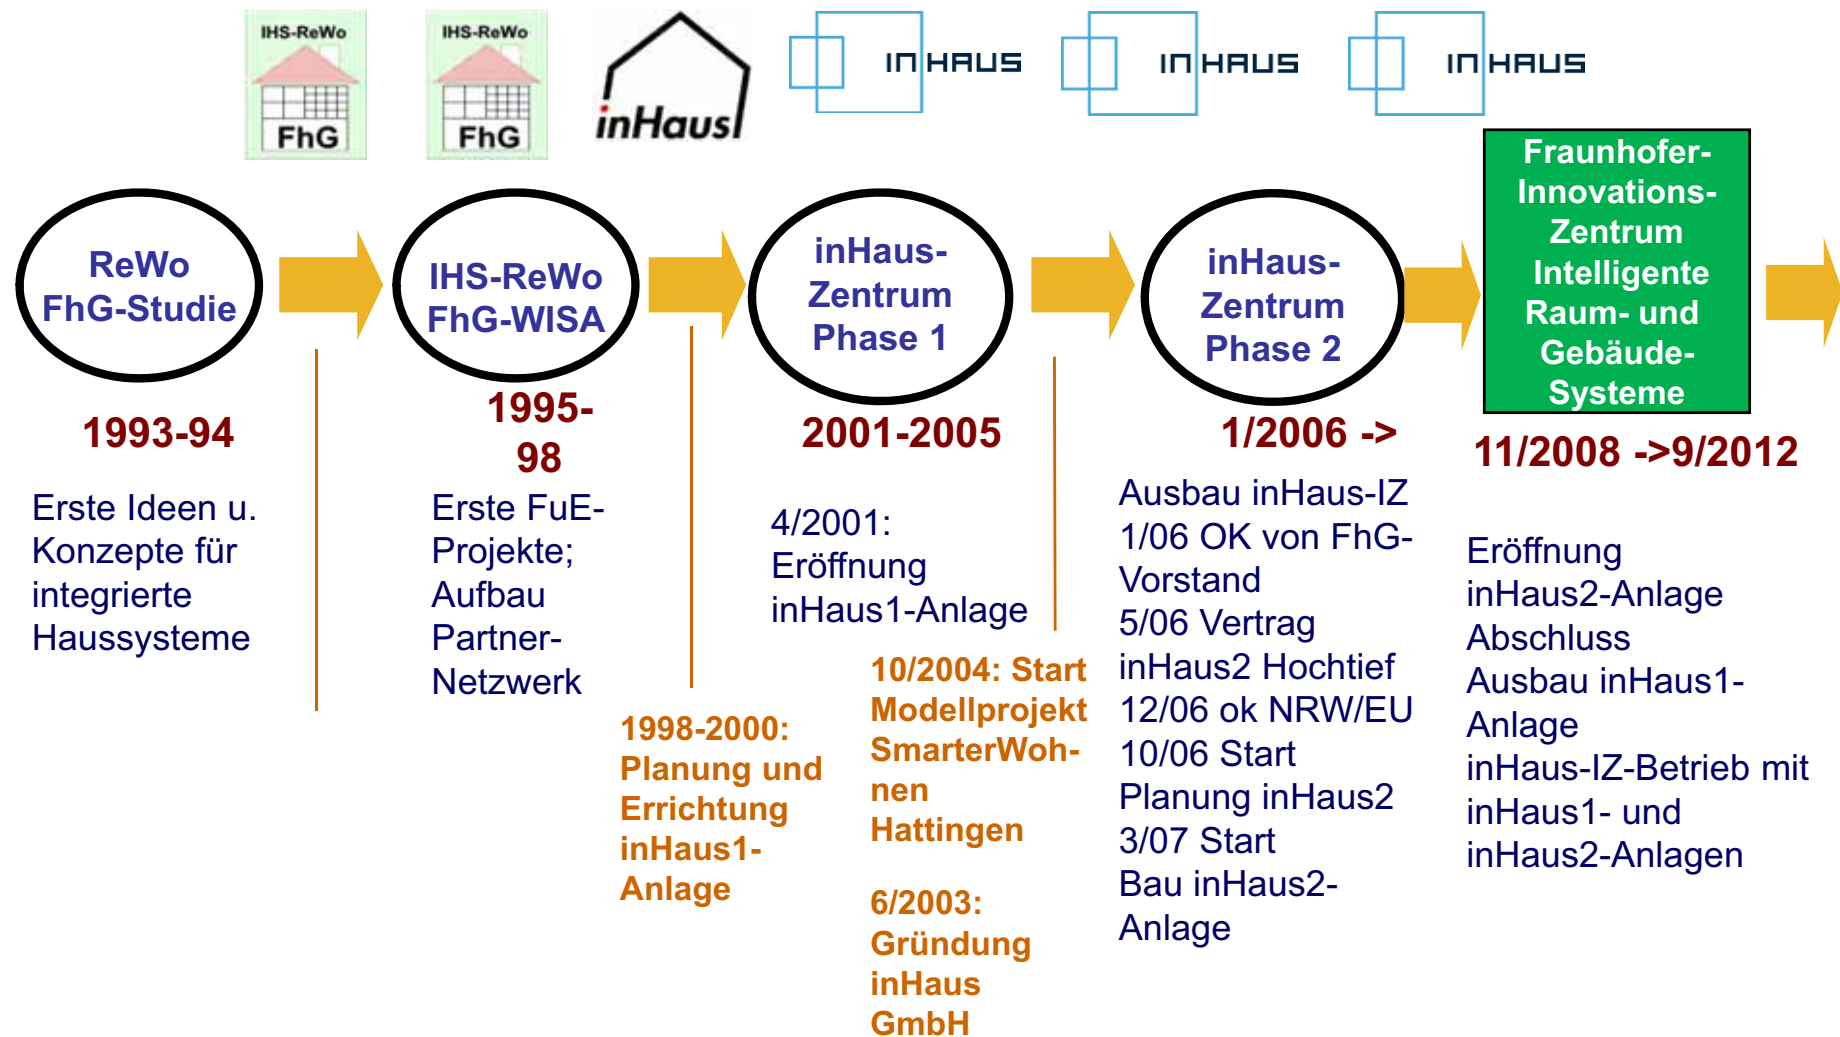 IHS-ReWo
FhG
IHS-ReWo
FhG
inHaus
INHAUS
INHAUS
INHAUS
ReWo
FhG-Studie
1993-94
Erste Ideen u.
Konzepte für
integrierte
Haussysteme
IHS-ReWo
FhG-WISA
1995-
98
Erste FuE-
Projekte;
Aufbau
Partner-
Netzwerk
1998-2000:
Planung und
Errichtung
inHaus1-
Anlage
inHaus-
Zentrum
Phase 1
2001-2005
4/2001:
Eröffnung
inHaus1-Anlage
10/2004: Start
Modellprojekt
SmarterWoh-
nen
Hattingen
6/2003:
Gründung
inHaus
GmbH
inHaus-
Zentrum
Phase 2
1/2006 ->
Ausbau inHaus-IZ
1/06 OK von FhG-
Vorstand
5/06 Vertrag
inHaus2 Hochtief
12/06 ok NRW/EU
10/06 Start
Planung inHaus2
3/07 Start
Bau inHaus2-
Anlage
Fraunhofer-
Innovations-
Zentrum
Intelligente
Raum- und
Gebäude-
Systeme
11/2008 ->9/2012
Eröffnung
inHaus2-Anlage
Abschluss
Ausbau inHaus1-
Anlage
inHaus-IZ-Betrieb mit
inHaus1- und
inHaus2-Anlagen